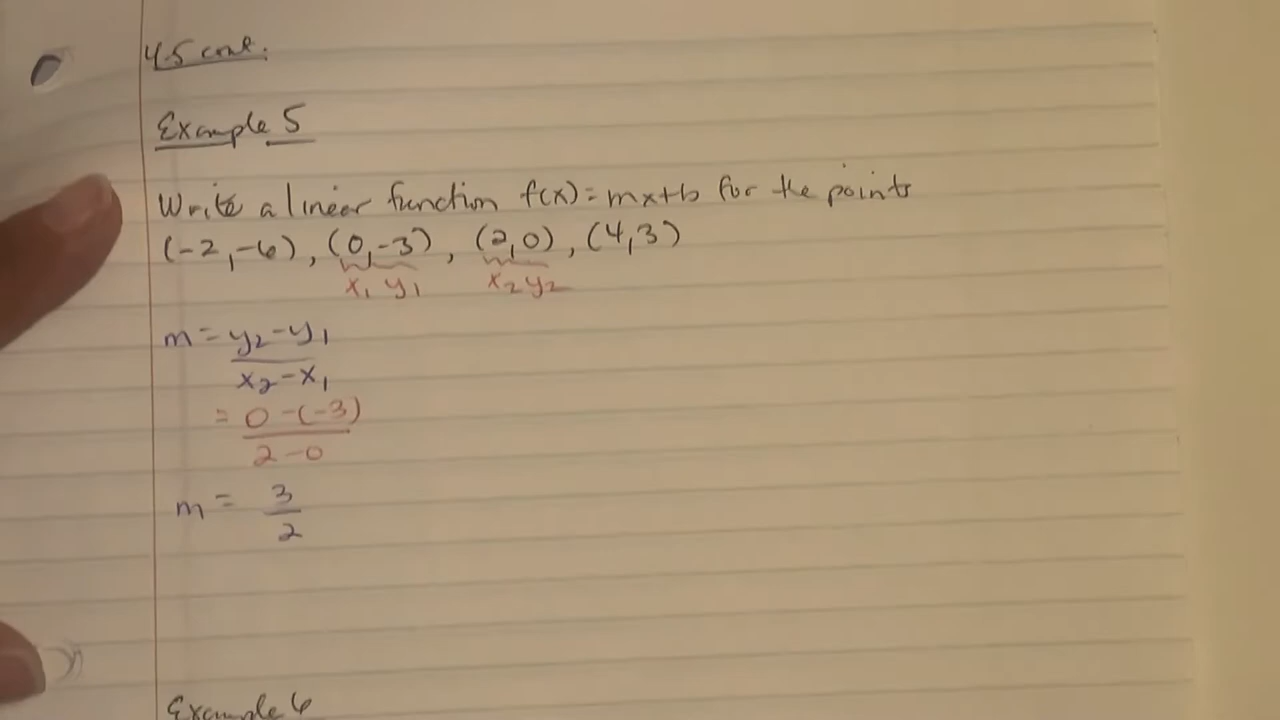 4.5 cont.
Example 5
Write a linear function f(x)=mx+b for the points
(-2,-6), (0,-3), (2,0), (4,3)
x₁ y₁ x₂ y₂
m = y₂-y₁
x₂-x₁
= 0-(-3)
2-0
m = 3
2
Example 6